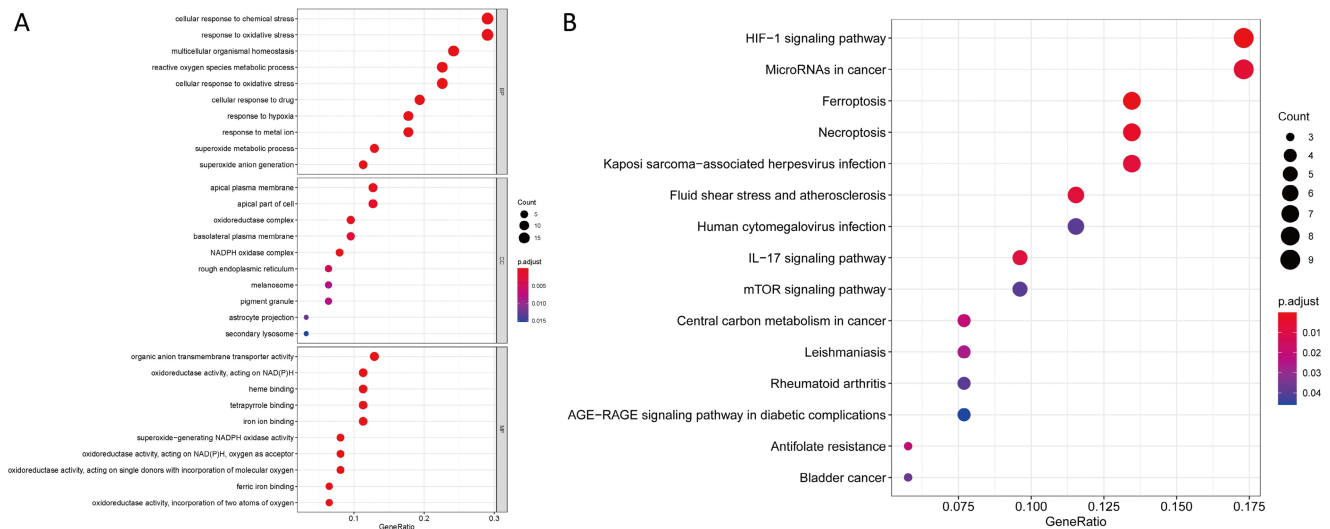 A
cellular response to chemical stress
response to oxidative stress
multicellular organismal homeostasis
reactive oxygen species metabolic process
cellular response to oxidative stress
cellular response to drug
response to hypoxia
response to metal ion
superoxide metabolic process
superoxide anion generation
BP
apical plasma membrane
apical part of cell
oxidoreductase complex
basolateral plasma membrane
NADPH oxidase complex
rough endoplasmic reticulum
melanosome
pigment granule
astrocyte projection
secondary lysosome
CC
organic anion transmembrane transporter activity
oxidoreductase activity, acting on NAD(P)H
heme binding
tetrapyrrole binding
iron ion binding
superoxide−generating NADPH oxidase activity
oxidoreductase activity, acting on NAD(P)H, oxygen as acceptor
oxidoreductase activity, acting on single donors with incorporation of molecular oxygen
ferric iron binding
oxidoreductase activity, incorporation of two atoms of oxygen
MF
0.1 0.2 0.3
GeneRatio
Count
5
10
15
p.adjust
0.005
0.010
0.015
B
HIF−1 signaling pathway
MicroRNAs in cancer
Ferroptosis
Necroptosis
Kaposi sarcoma−associated herpesvirus infection
Fluid shear stress and atherosclerosis
Human cytomegalovirus infection
IL−17 signaling pathway
mTOR signaling pathway
Central carbon metabolism in cancer
Leishmaniasis
Rheumatoid arthritis
AGE−RAGE signaling pathway in diabetic complications
Antifolate resistance
Bladder cancer
0.075 0.100 0.125 0.150 0.175
GeneRatio
Count
3
4
5
6
7
8
9
p.adjust
0.01
0.02
0.03
0.04